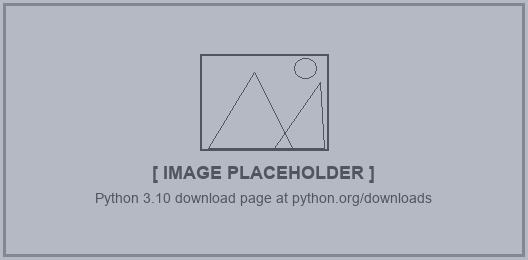 [ IMAGE PLACEHOLDER ]
Python 3.10 download page at python.org/downloads